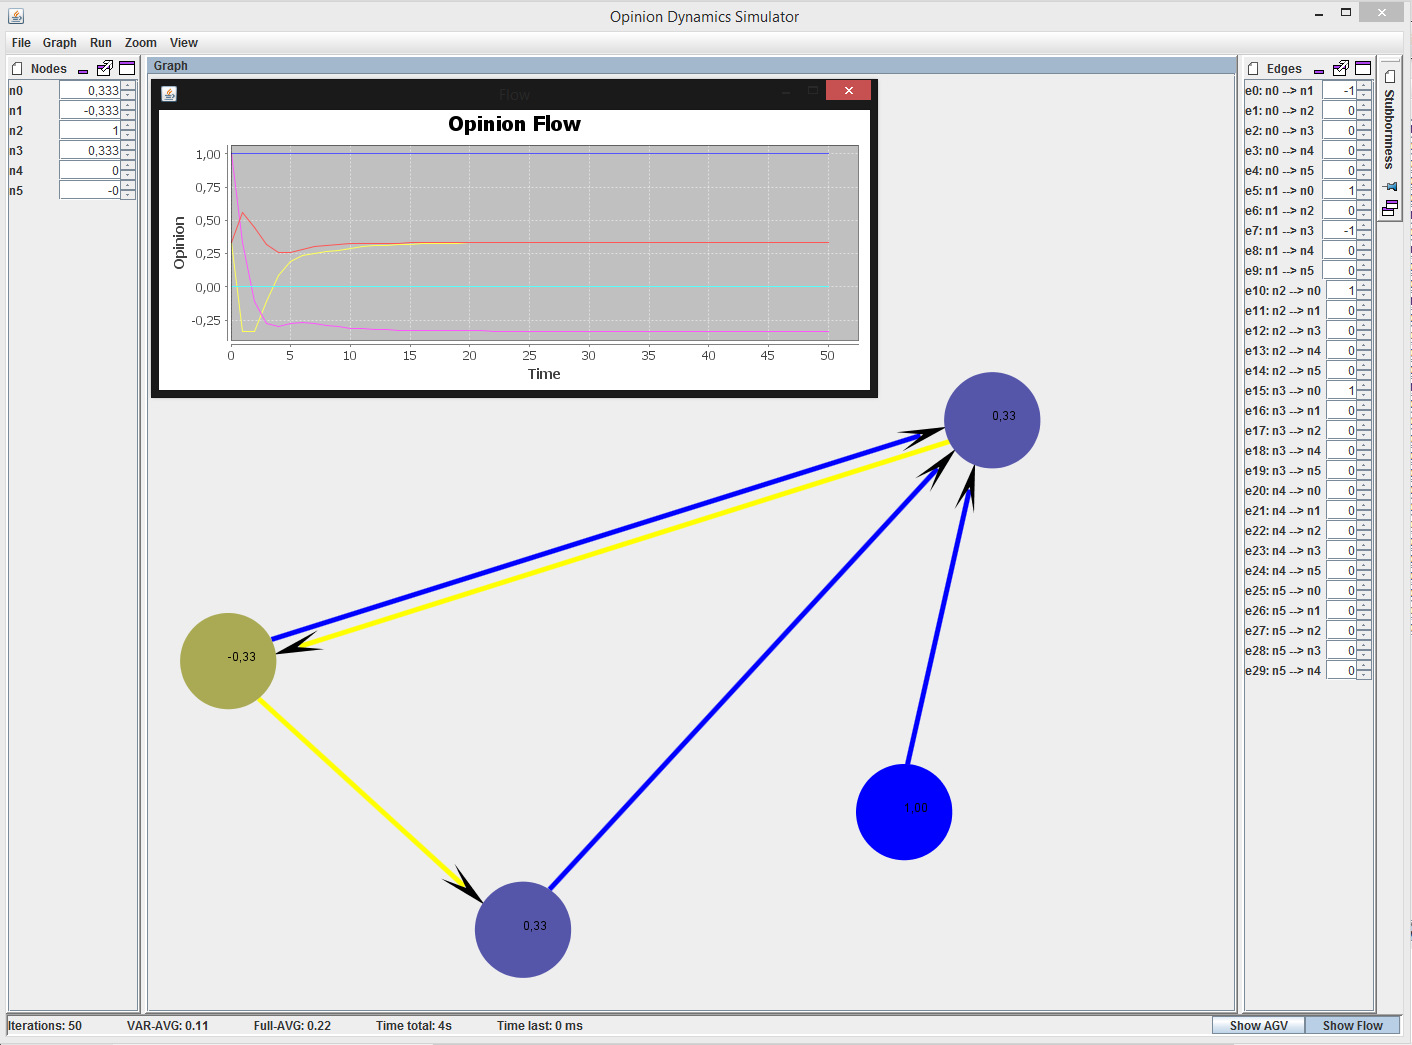 Opinion Dynamics Simulator
File Graph Run Zoom View
Nodes
n0 0,333
n1 -0,333
n2 1
n3 0,333
n4 0
n5 -0
Graph
Flow
Opinion Flow
1,00
0,75
0,50
0,25
0,00
-0,25
Opinion
0 5 10 15 20 25 30 35 40 45 50
Time
0,33
-0,33
1,00
0,33
Edges
e0: n0 --> n1 -1
e1: n0 --> n2 0
e2: n0 --> n3 0
e3: n0 --> n4 0
e4: n0 --> n5 0
e5: n1 --> n0 1
e6: n1 --> n2 0
e7: n1 --> n3 -1
e8: n1 --> n4 0
e9: n1 --> n5 0
e10: n2 --> n0 1
e11: n2 --> n1 0
e12: n2 --> n3 0
e13: n2 --> n4 0
e14: n2 --> n5 0
e15: n3 --> n0 1
e16: n3 --> n1 0
e17: n3 --> n2 0
e18: n3 --> n4 0
e19: n3 --> n5 0
e20: n4 --> n0 0
e21: n4 --> n1 0
e22: n4 --> n2 0
e23: n4 --> n3 0
e24: n4 --> n5 0
e25: n5 --> n0 0
e26: n5 --> n1 0
e27: n5 --> n2 0
e28: n5 --> n3 0
e29: n5 --> n4 0
Stubbornness
Iterations: 50 VAR-AVG: 0.11 Full-AVG: 0.22 Time total: 4s Time last: 0 ms
Show AGV Show Flow